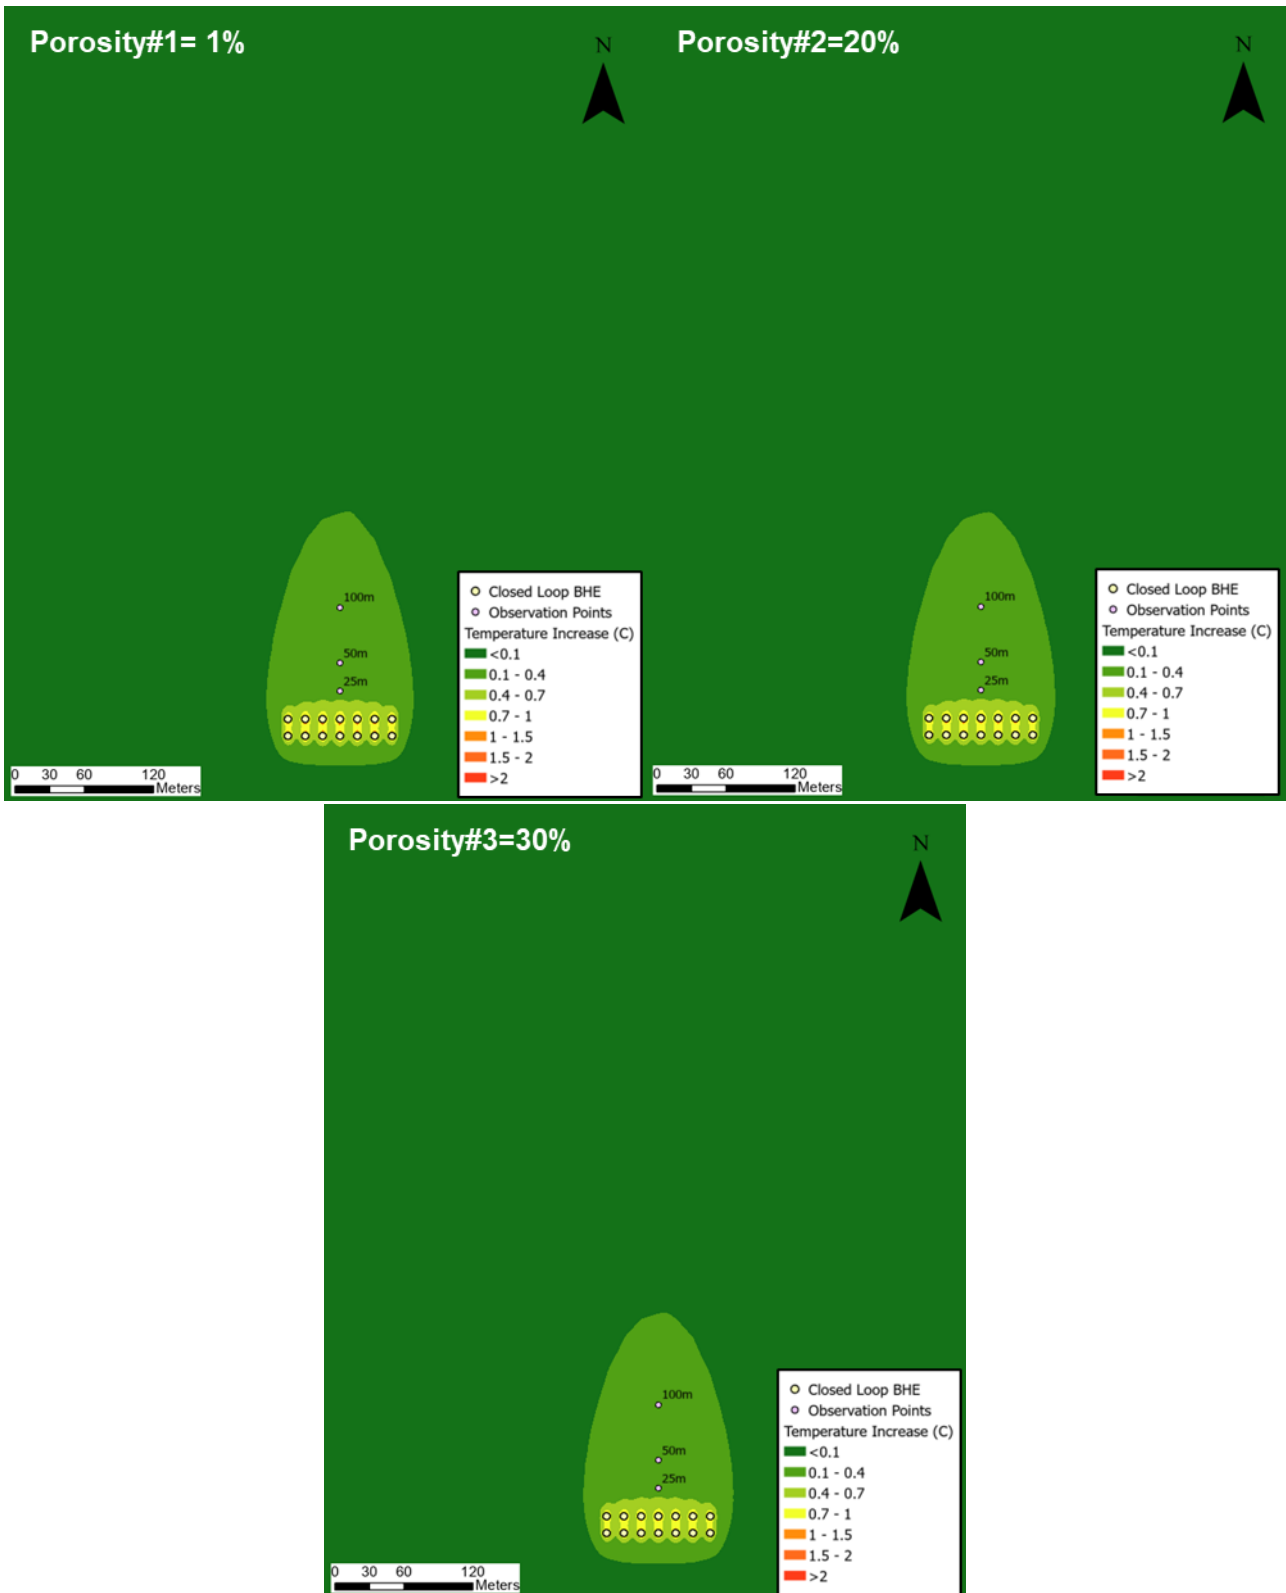 Porosity#1= 1%
N
100m
50m
25m
Closed Loop BHE
Observation Points
Temperature Increase (C)
<0.1
0.1 - 0.4
0.4 - 0.7
0.7 - 1
1 - 1.5
1.5 - 2
>2
0 30 60 120
Meters
Porosity#2=20%
N
100m
50m
25m
Closed Loop BHE
Observation Points
Temperature Increase (C)
<0.1
0.1 - 0.4
0.4 - 0.7
0.7 - 1
1 - 1.5
1.5 - 2
>2
0 30 60 120
Meters
Porosity#3=30%
N
100m
50m
25m
Closed Loop BHE
Observation Points
Temperature Increase (C)
<0.1
0.1 - 0.4
0.4 - 0.7
0.7 - 1
1 - 1.5
1.5 - 2
>2
0 30 60 120
Meters